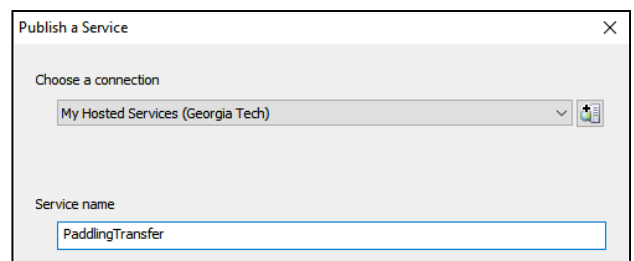 Publish a Service
Choose a connection
My Hosted Services (Georgia Tech)
Service name
PaddlingTransfer